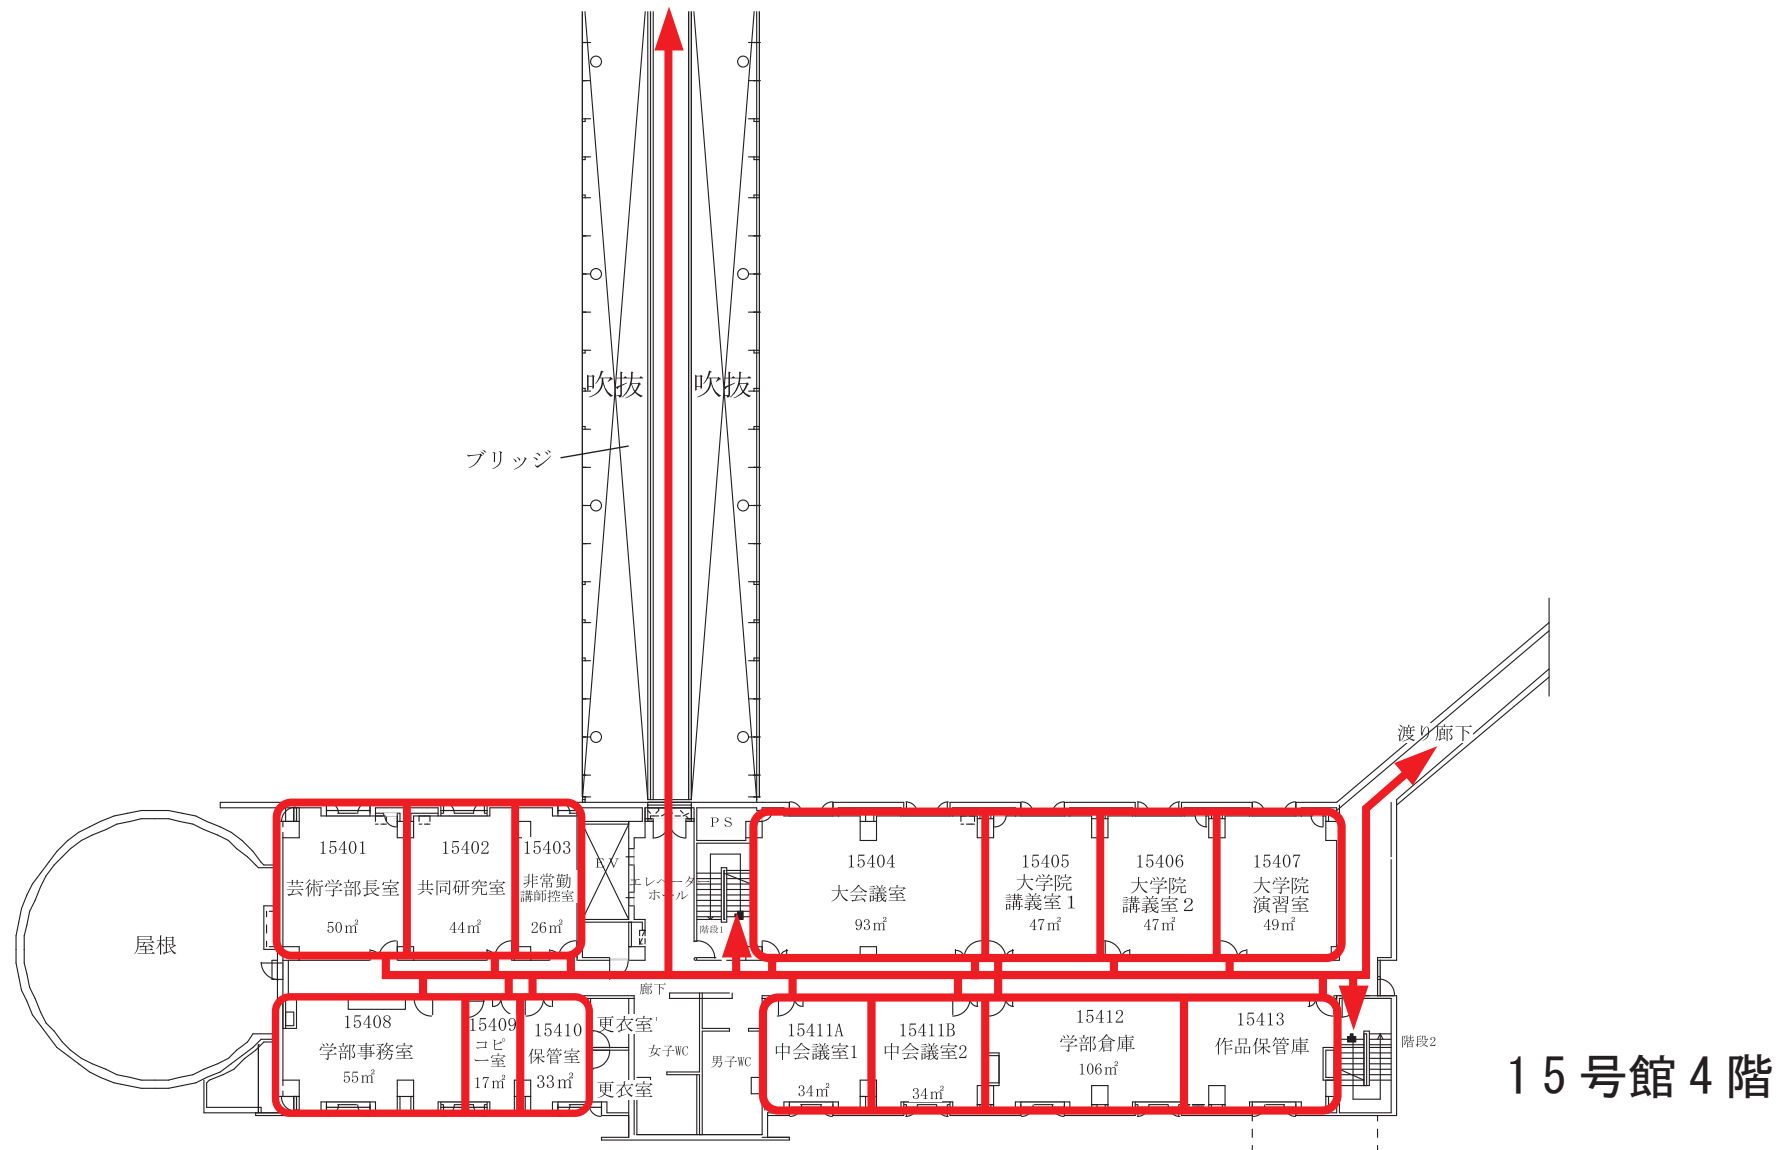 吹抜
吹抜
ブリッジ
渡り廊下
PS
15401
芸術学部長室
50㎡
15402
共同研究室
44㎡
15403
非常勤
講師控室
26㎡
EV
エレベーター
ホール
階段1
15404
大会議室
93㎡
15405
大学院
講義室1
47㎡
15406
大学院
講義室2
47㎡
15407
大学院
演習室
49㎡
屋根
廊下
15408
学部事務室
55㎡
15409
コピ
ー室
17㎡
15410
保管室
33㎡
更衣室
更衣室
女子WC
男子WC
15411A
中会議室1
34㎡
15411B
中会議室2
34㎡
15412
学部倉庫
106㎡
15413
作品保管庫
階段2
15号館4階